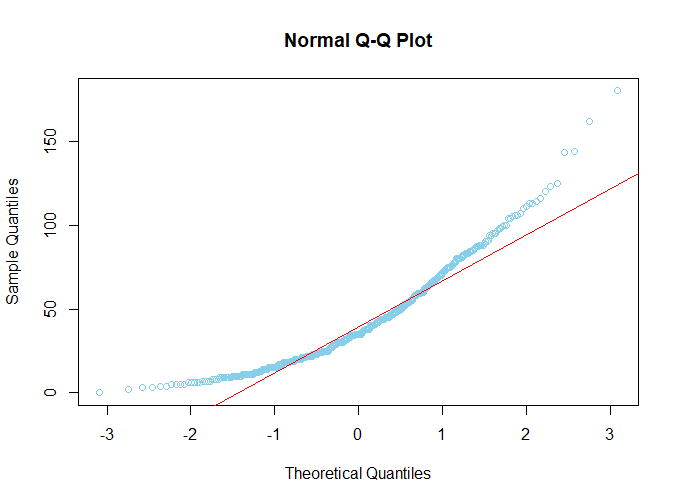 Normal Q-Q Plot
Sample Quantiles
150
100
50
0
-3 -2 -1 0 1 2 3
Theoretical Quantiles